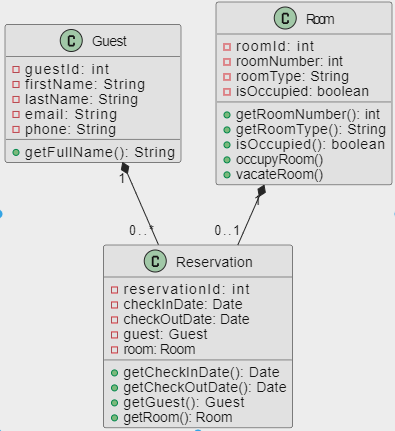 C Guest
guestId: int
firstName: String
lastName: String
email: String
phone: String
getFullName(): String
C Room
roomId: int
roomNumber: int
roomType: String
isOccupied: boolean
getRoomNumber(): int
getRoomType(): String
isOccupied(): boolean
occupyRoom()
vacateRoom()
1
1
0..*
0..1
C Reservation
reservationId: int
checkInDate: Date
checkOutDate: Date
guest: Guest
room: Room
getCheckInDate(): Date
getCheckOutDate(): Date
getGuest(): Guest
getRoom(): Room